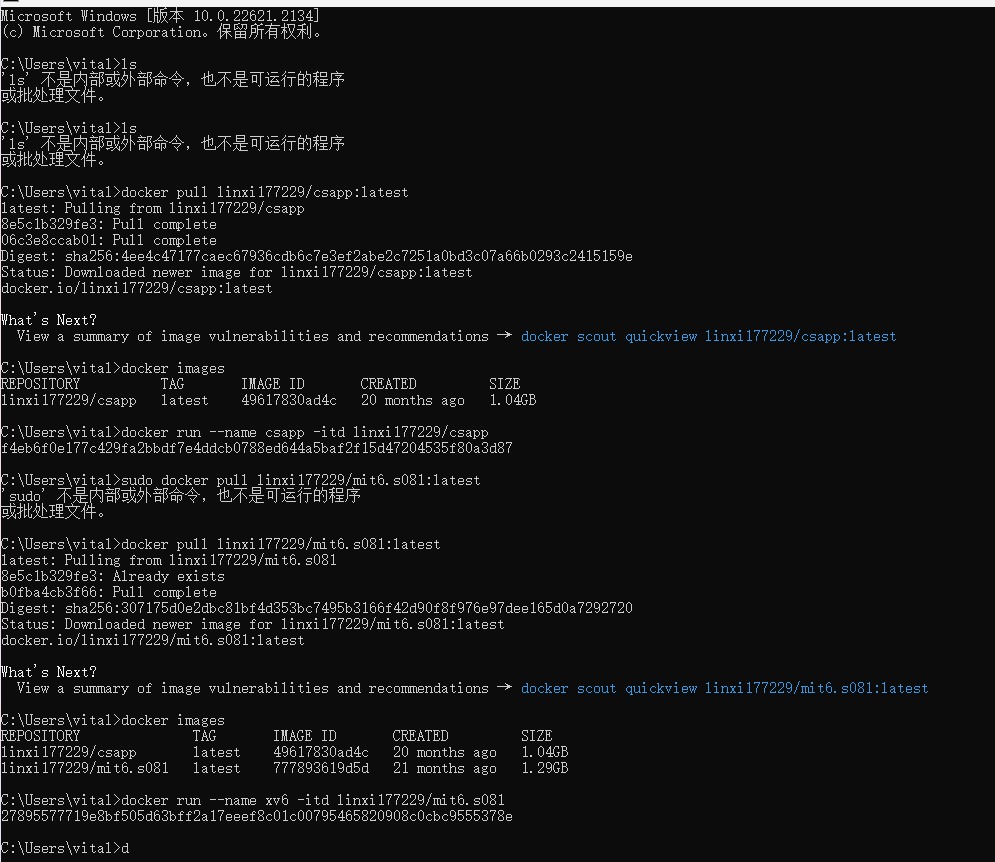 Microsoft Windows [版本 10.0.22621.2134]
(c) Microsoft Corporation。保留所有权利。
C:\Users\vital>ls
'ls' 不是内部或外部命令，也不是可运行的程序
或批处理文件。
C:\Users\vital>ls
'ls' 不是内部或外部命令，也不是可运行的程序
或批处理文件。
C:\Users\vital>docker pull linxi177229/csapp:latest
latest: Pulling from linxi177229/csapp
8e5c1b329fe3: Pull complete
06c3e8ccab01: Pull complete
Digest: sha256:4ee4c47177caec67936cdb6c7e3ef2abe2c7251a0bd3c07a66b0293c2415159e
Status: Downloaded newer image for linxi177229/csapp:latest
docker.io/linxi177229/csapp:latest
What's Next?
  View a summary of image vulnerabilities and recommendations → docker scout quickview linxi177229/csapp:latest
C:\Users\vital>docker images
REPOSITORY          TAG       IMAGE ID       CREATED         SIZE
linxi177229/csapp   latest    49617830ad4c   20 months ago   1.04GB
C:\Users\vital>docker run --name csapp -itd linxi177229/csapp
f4eb6f0e177c429fa2bbdf7e4ddcb0788ed644a5baf2f15d47204535f80a3d87
C:\Users\vital>sudo docker pull linxi177229/mit6.s081:latest
'sudo' 不是内部或外部命令，也不是可运行的程序
或批处理文件。
C:\Users\vital>docker pull linxi177229/mit6.s081:latest
latest: Pulling from linxi177229/mit6.s081
8e5c1b329fe3: Already exists
b0fba4cb3f66: Pull complete
Digest: sha256:307175d0e2dbc81bf4d353bc7495b3166f42d90f8f976e97dee165d0a7292720
Status: Downloaded newer image for linxi177229/mit6.s081:latest
docker.io/linxi177229/mit6.s081:latest
What's Next?
  View a summary of image vulnerabilities and recommendations → docker scout quickview linxi177229/mit6.s081:latest
C:\Users\vital>docker images
REPOSITORY              TAG       IMAGE ID       CREATED         SIZE
linxi177229/csapp       latest    49617830ad4c   20 months ago   1.04GB
linxi177229/mit6.s081   latest    777893619d5d   21 months ago   1.29GB
C:\Users\vital>docker run --name xv6 -itd linxi177229/mit6.s081
27895577719e8bf505d63bff2a17eeef8c01c00795465820908c0cbc9555378e
C:\Users\vital>d